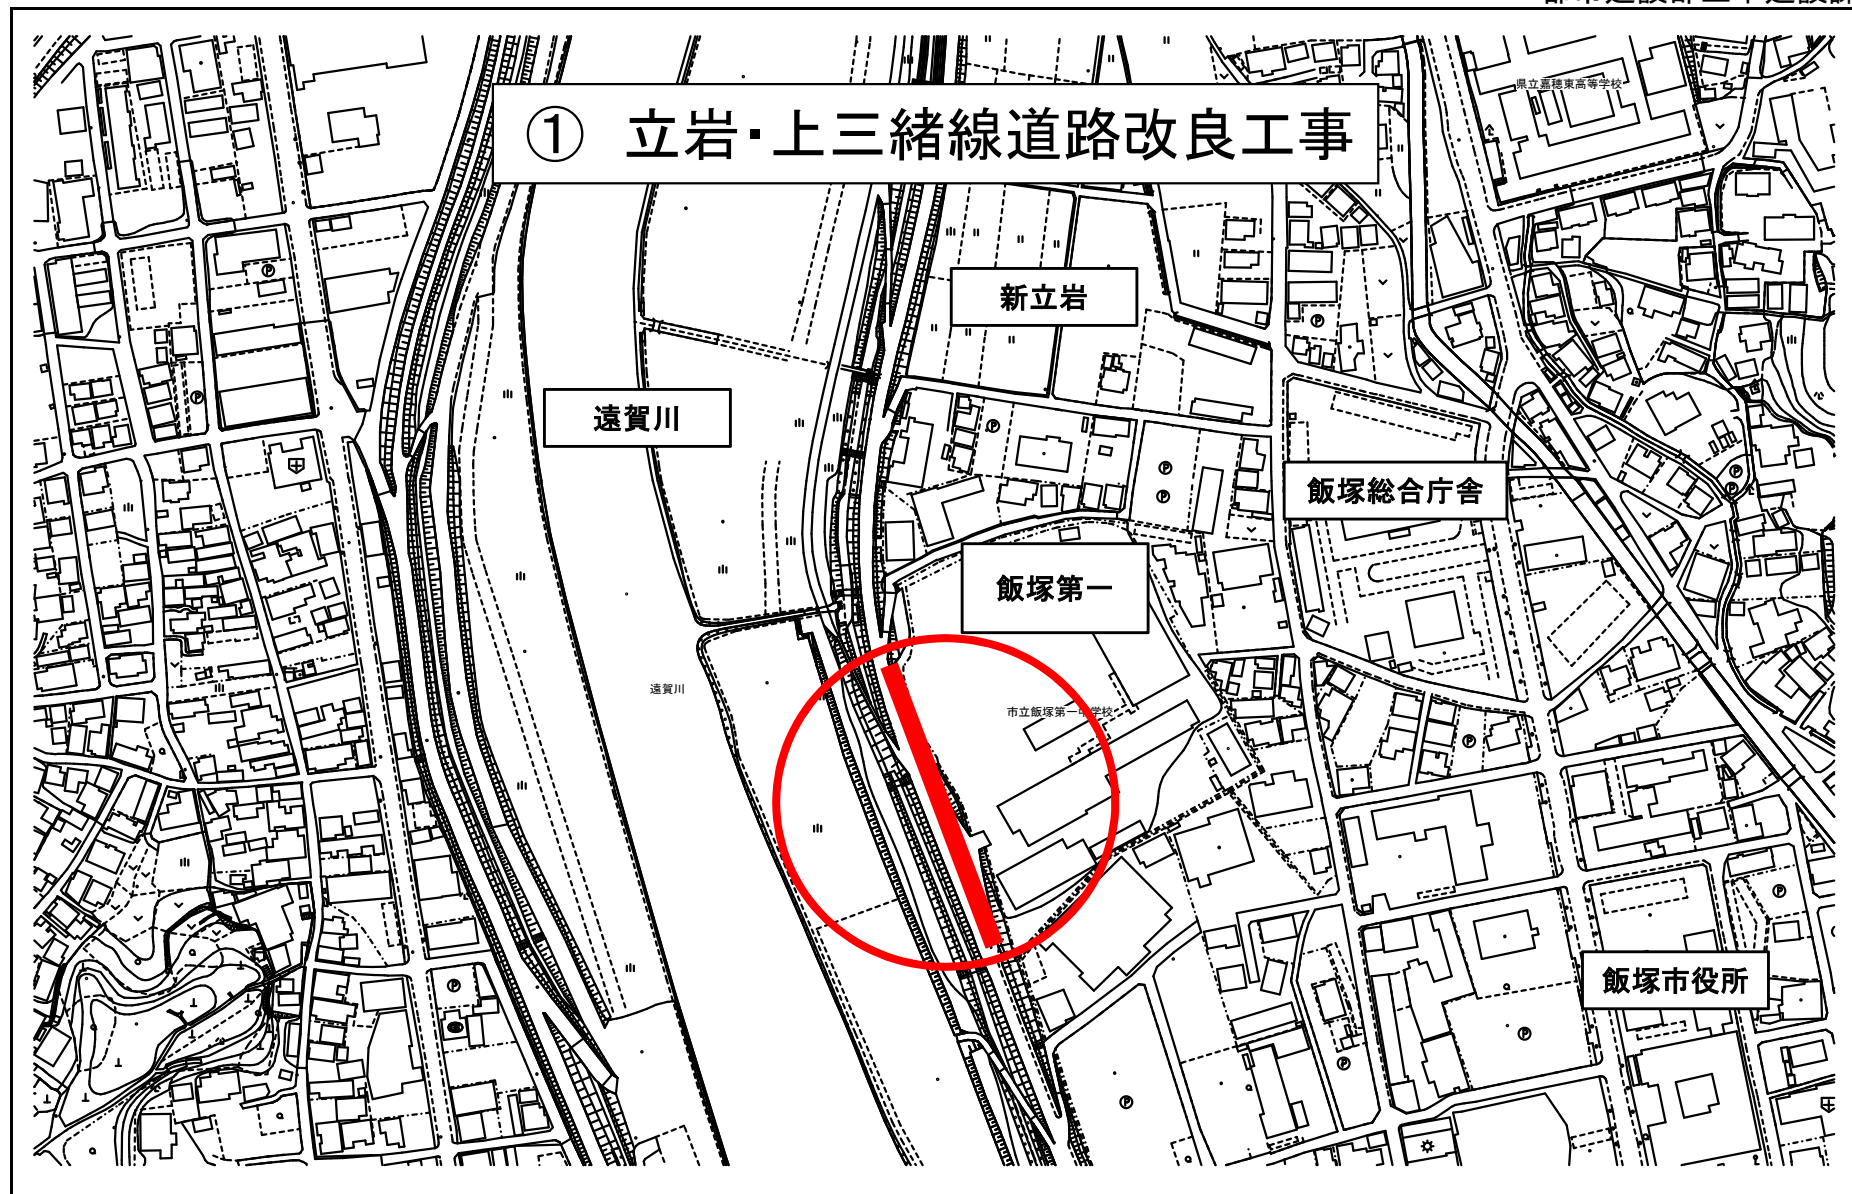 県立嘉穂東高等学校
① 立岩・上三緒線道路改良工事
新立岩
遠賀川
飯塚総合庁舎
飯塚第一
遠賀川
市立飯塚第一中学校
飯塚市役所